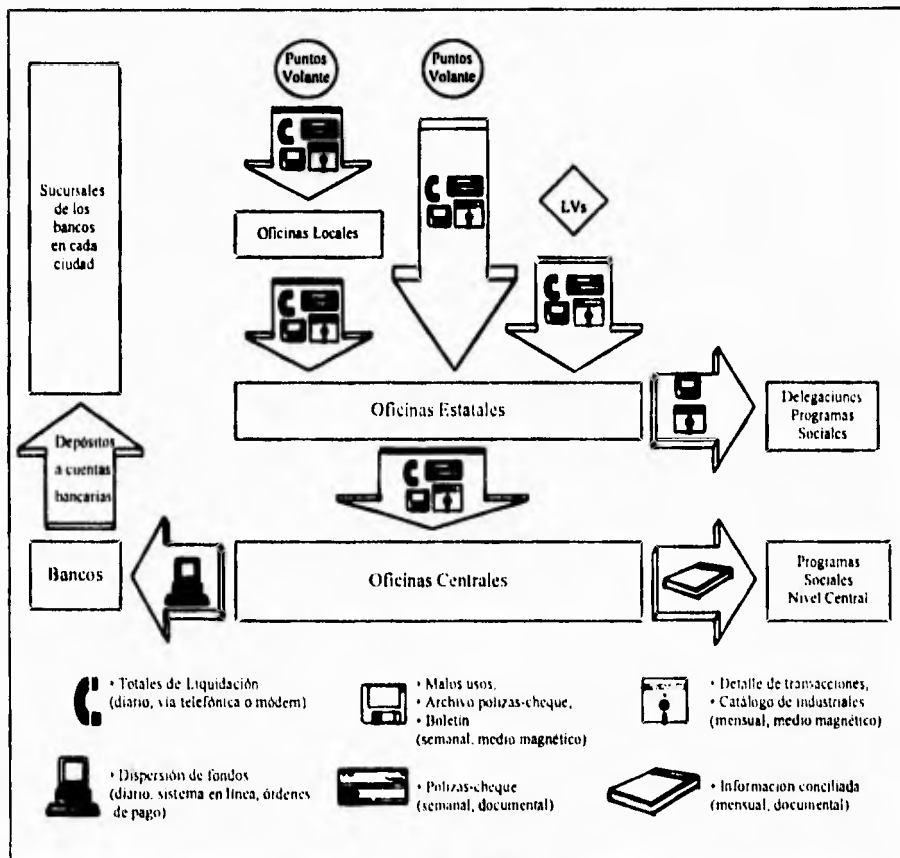 Puntos
Volante
Puntos
Volante
Sucursales
de los
bancos
en cada
ciudad
LVs
Oficinas Locales
Oficinas Estatales
Delegaciones
Programas
Sociales
Depósitos
a cuentas
bancarias
Bancos
Oficinas Centrales
Programas
Sociales
Nivel Central
• Totales de Liquidación
(diario, vía telefónica o módem)
• Malos usos,
• Archivo polizas-cheque,
• Boletín
(semanal, medio magnético)
• Detalle de transacciones,
• Catálogo de industriales
(mensual, medio magnético)
• Dispersión de fondos
(diario, sistema en línea, órdenes
de pago)
• Polizas-cheque
(semanal, documental)
• Información conciliada
(mensual, documental)